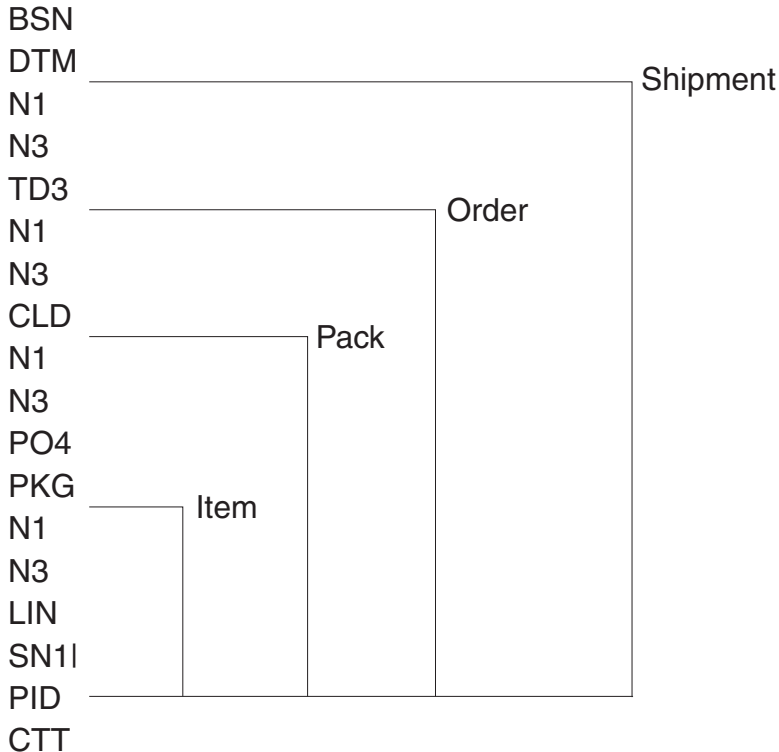 BSN
DTM
Shipment
N1
N3
TD3
Order
N1
N3
CLD
Pack
N1
N3
PO4
PKG
Item
N1
N3
LIN
SN1l
PID
CTT